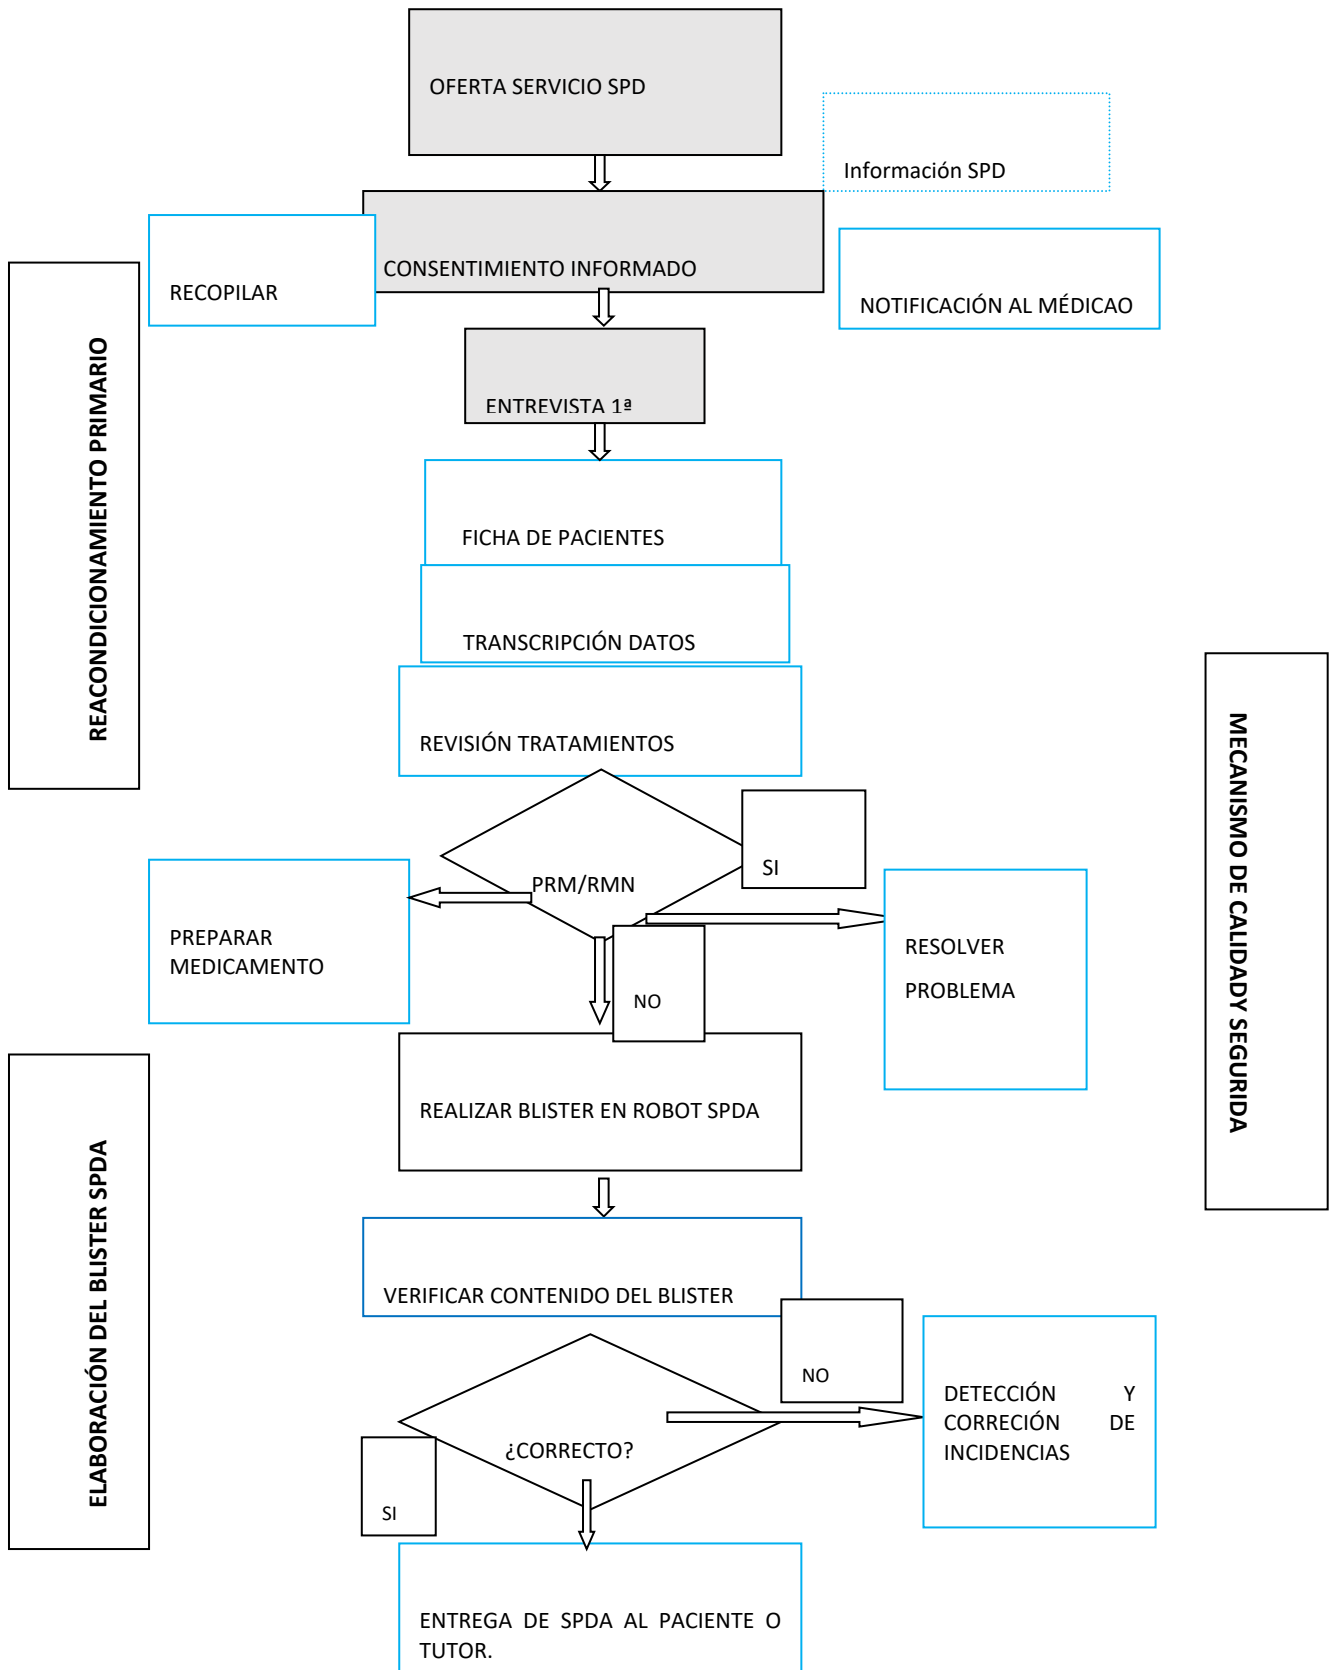 OFERTA SERVICIO SPD
Información SPD
CONSENTIMIENTO INFORMADO
RECOPILAR
NOTIFICACIÓN AL MÉDICAO
REACONDICIONAMIENTO PRIMARIO
ENTREVISTA 1ª
FICHA DE PACIENTES
TRANSCRIPCIÓN DATOS
REVISIÓN TRATAMIENTOS
MECANISMO DE CALIDADY SEGURIDA
SI
PRM/RMN
PREPARAR
MEDICAMENTO
RESOLVER
PROBLEMA
NO
REALIZAR BLISTER EN ROBOT SPDA
ELABORACIÓN DEL BLISTER SPDA
VERIFICAR CONTENIDO DEL BLISTER
NO
DETECCIÓN Y
CORRECIÓN DE
INCIDENCIAS
¿CORRECTO?
SI
ENTREGA DE SPDA AL PACIENTE O
TUTOR.